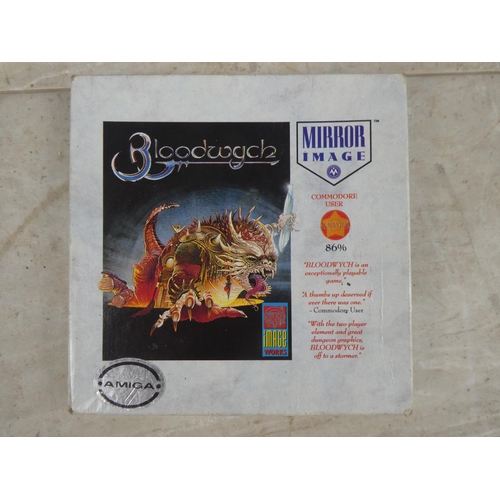 Bloodwych
MIRROR
IMAGE
TM
COMMODORE
USER
86%
"BLOODWYCH is an
exceptionally playable
game."
"A thumbs up deserved if
ever there was one."
- Commodore User
"With the two player
element and great
dungeon graphics,
BLOODWYCH is
off to a stormer."
IMAGE
WORKS
AMIGA